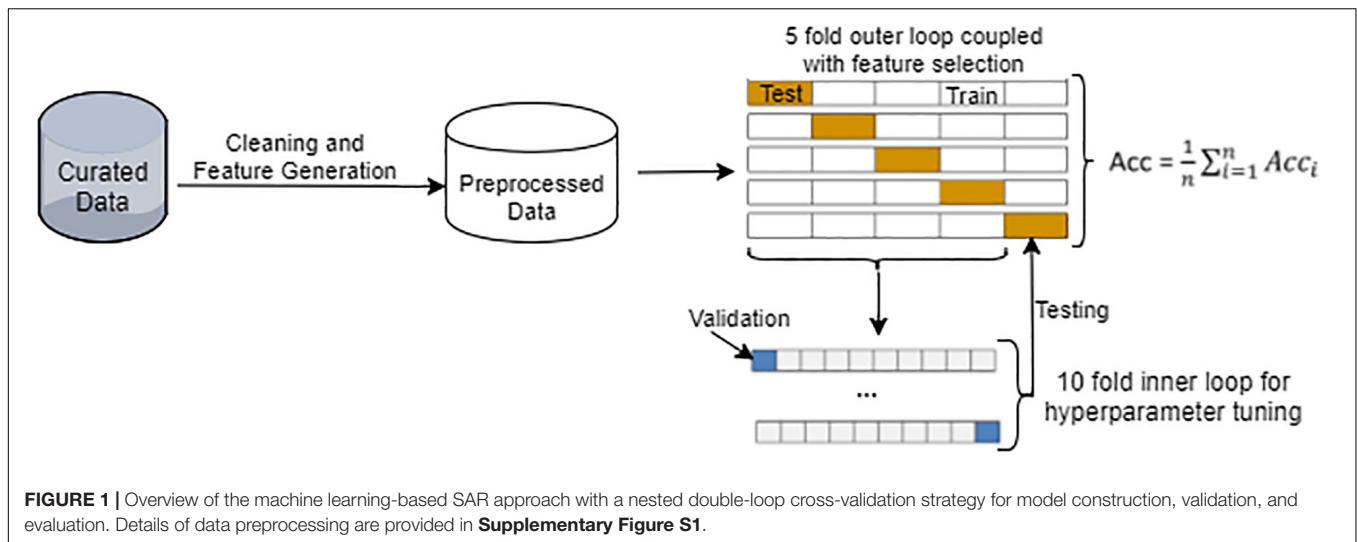 5 fold outer loop coupled
with feature selection
Test
Train
Curated
Data
Cleaning and
Feature Generation
Preprocessed
Data
Acc = \frac{1}{n} \sum_{i=1}^{n} Acc_i
Testing
Validation
...
10 fold inner loop for
hyperparameter tuning
FIGURE 1 | Overview of the machine learning-based SAR approach with a nested double-loop cross-validation strategy for model construction, validation, and
evaluation. Details of data preprocessing are provided in Supplementary Figure S1.